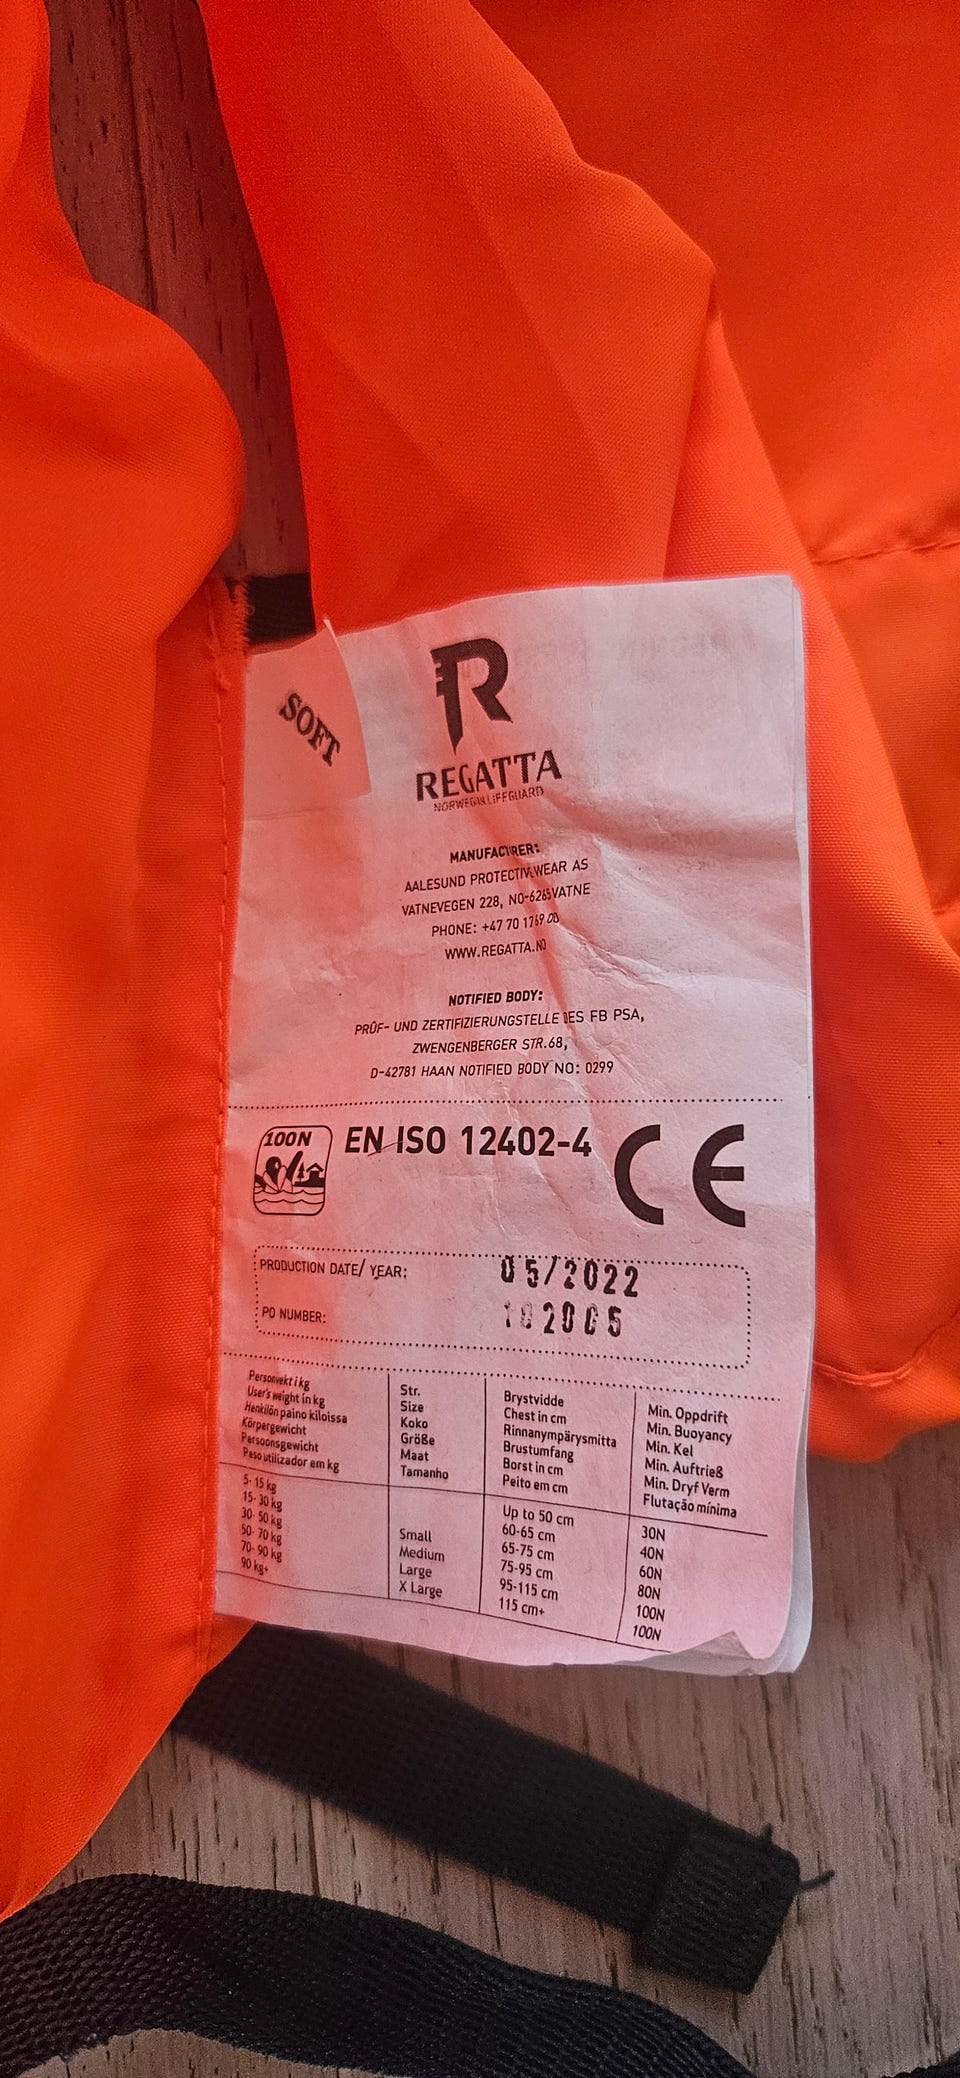 SOFT
R
REGATTA
NORWEGIAN LIFEGUARD
MANUFACTURER:
AALESUND PROTECTIVWEAR AS
VATNEVEGEN 228, NO-6265 VATNE
PHONE: +47 70 1769 00
WWW.REGATTA.NO
NOTIFIED BODY:
PRÜF- UND ZERTIFIZIERUNGSTELLE DES FB PSA,
ZWENGENBERGER STR.68,
D-42781 HAAN NOTIFIED BODY NO: 0299
100N EN ISO 12402-4 CE
PRODUCTION DATE/ YEAR: 05/2022
PO NUMBER: 182005
Personvekt i kg Str. Brystvidde Min. Oppdrift
User's weight in kg Size Chest in cm Min. Buoyancy
Henkilön paino kiloissa Koko Rinnanympärysmitta Min. Kel
Körpergewicht Größe Brustumfang Min. Auftrieß
Persoonsgewicht Maat Borst in cm Min. Dryf Verm
Peso utilizador em kg Tamanho Peito em cm Flutação mínima
5- 15 kg Up to 50 cm 30N
15- 30 kg 60-65 cm 40N
30- 50 kg Small 65-75 cm 60N
50- 70 kg Medium 75-95 cm 80N
70- 90 kg Large 95-115 cm 100N
90 kg+ X Large 115 cm+ 100N